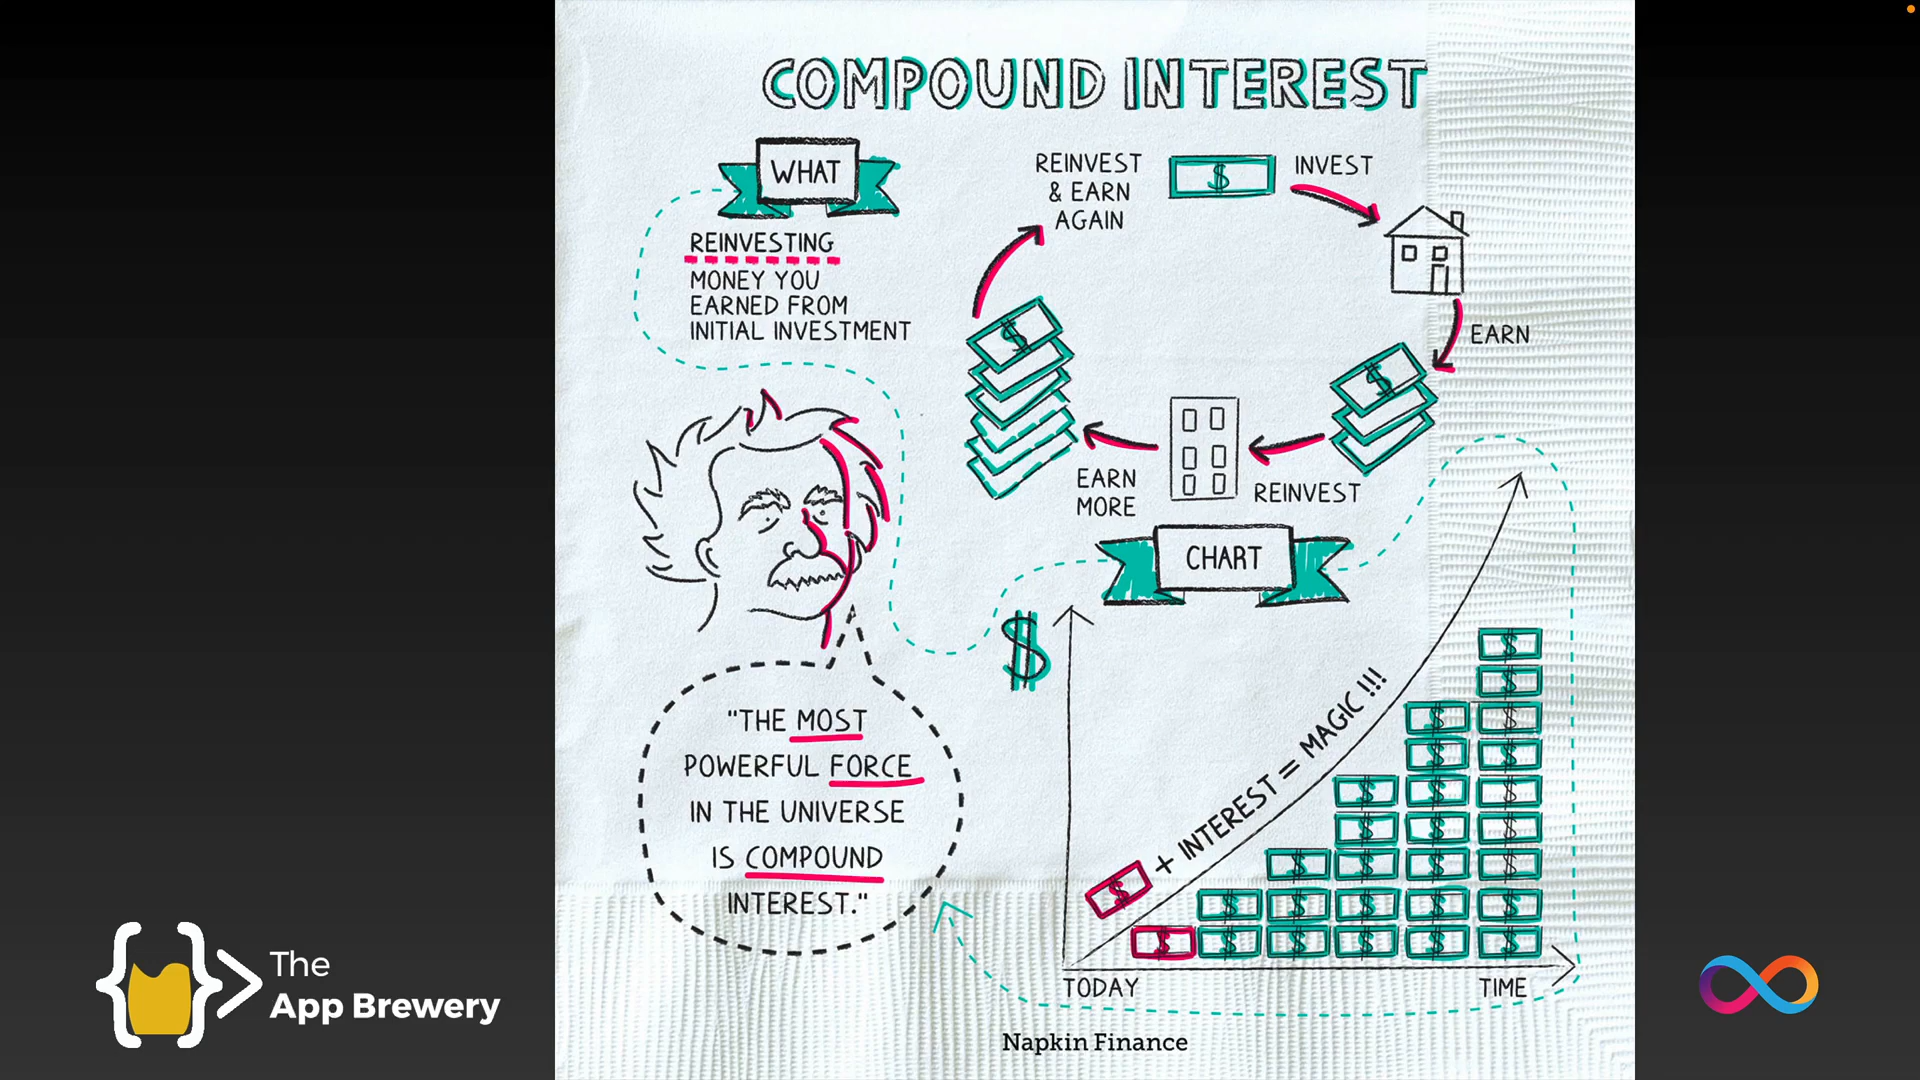 COMPOUND INTEREST
WHAT
REINVESTING
MONEY YOU
EARNED FROM
INITIAL INVESTMENT
REINVEST
& EARN
AGAIN
$
INVEST
EARN
$
REINVEST
EARN
MORE
$
"THE MOST
POWERFUL FORCE
IN THE UNIVERSE
IS COMPOUND
INTEREST."
CHART
$
$ + INTEREST = MAGIC !!!
$
$ $
$ $
$ $ $
$ $ $
$ $ $ $
$ $ $ $ $
$ $ $ $ $ $
TODAY
TIME
Napkin Finance
The
App Brewery